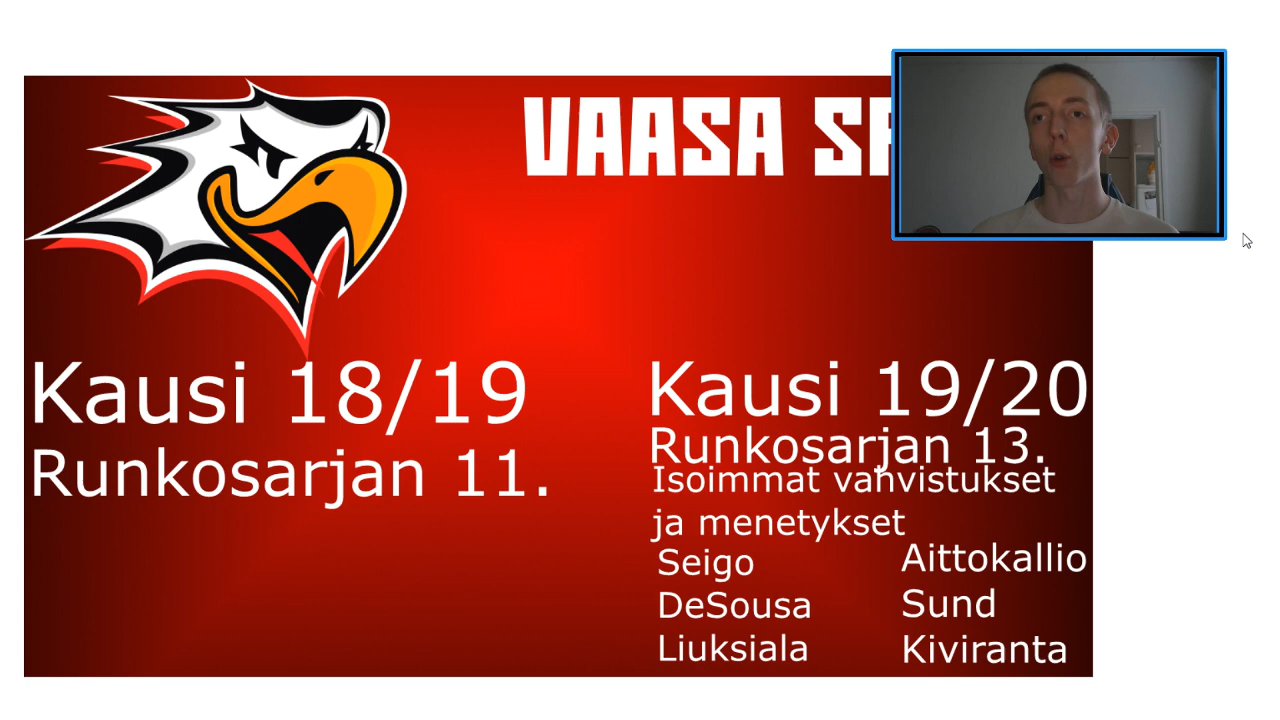 VAASA
Kausi 18/19
Runkosarjan 11.
Kausi 19/20
Runkosarjan 13.
Isoimmat vahvistukset
ja menetykset
Seigo
DeSousa
Liuksiala
Aittokallio
Sund
Kiviranta